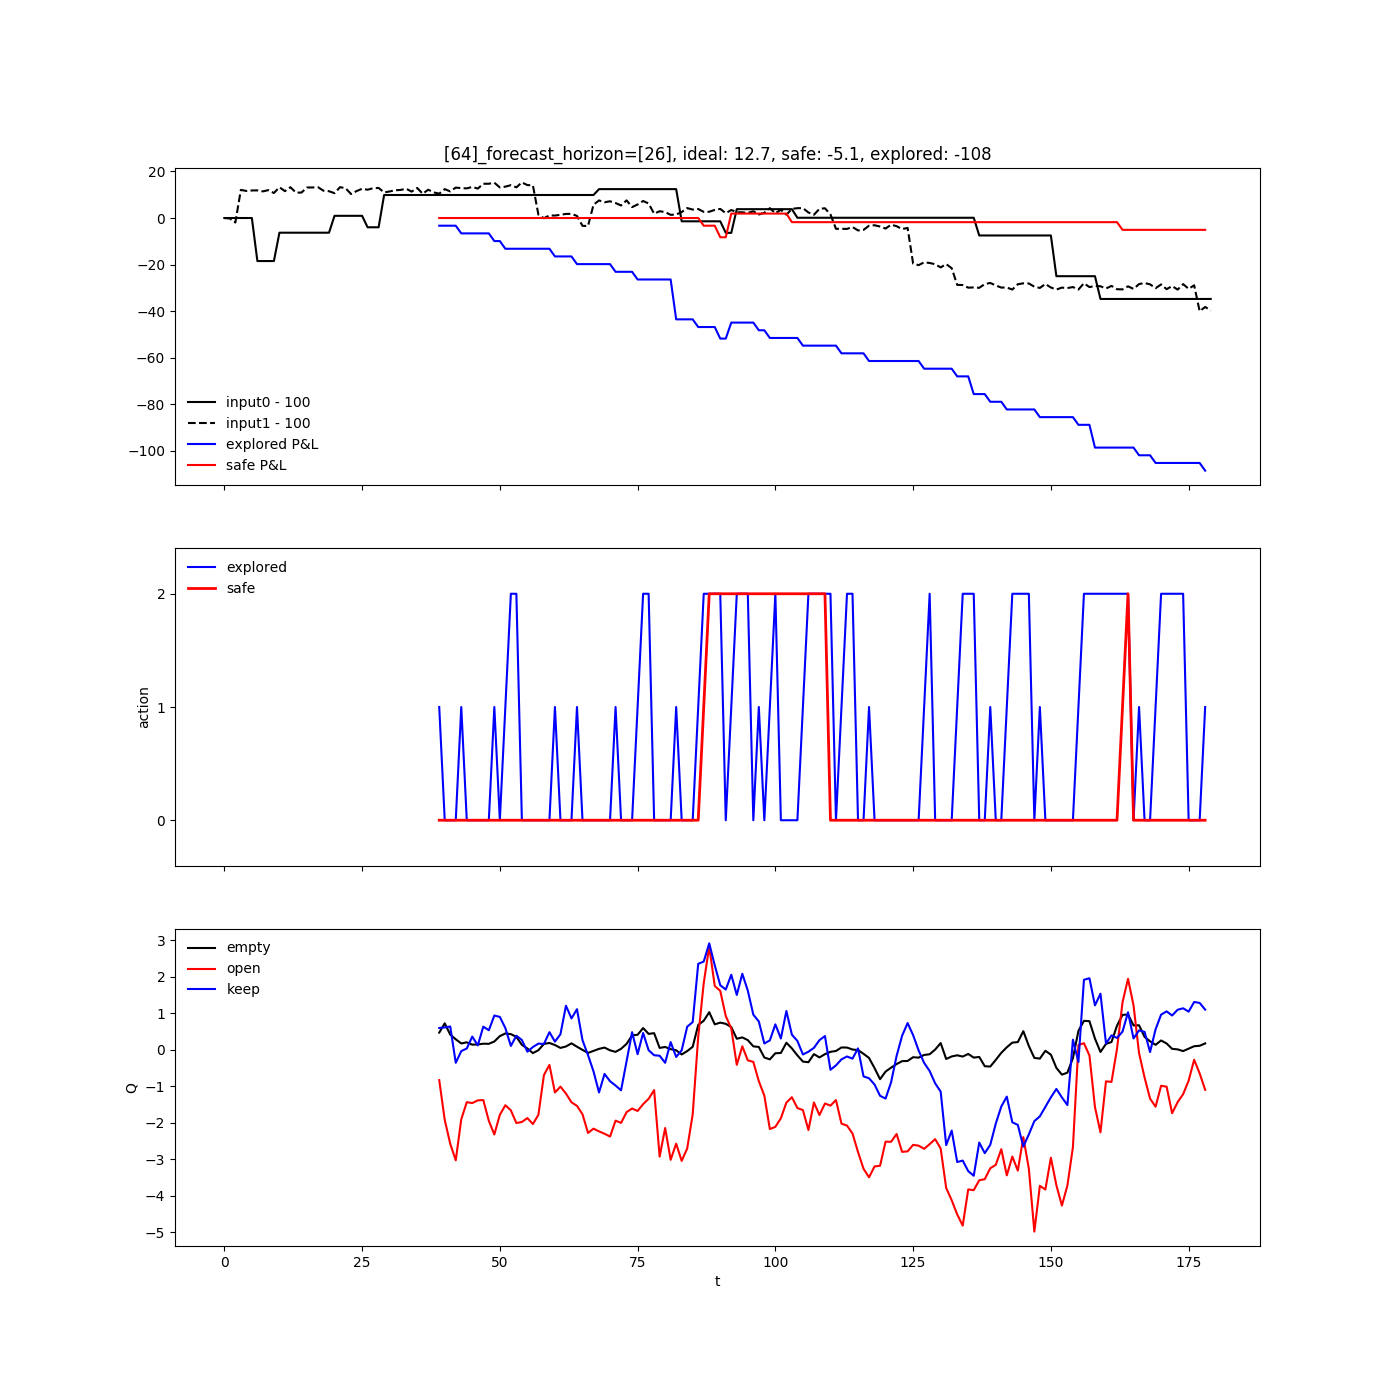 [64]_forecast_horizon=[26], ideal: 12.7, safe: -5.1, explored: -108
20
0
−20
−40
−60
−80
−100
input0 - 100
input1 - 100
explored P&L
safe P&L
2
1
0
action
explored
safe
3
2
1
0
−1
−2
−3
−4
−5
Q
empty
open
keep
0 25 50 75 100 125 150 175
t